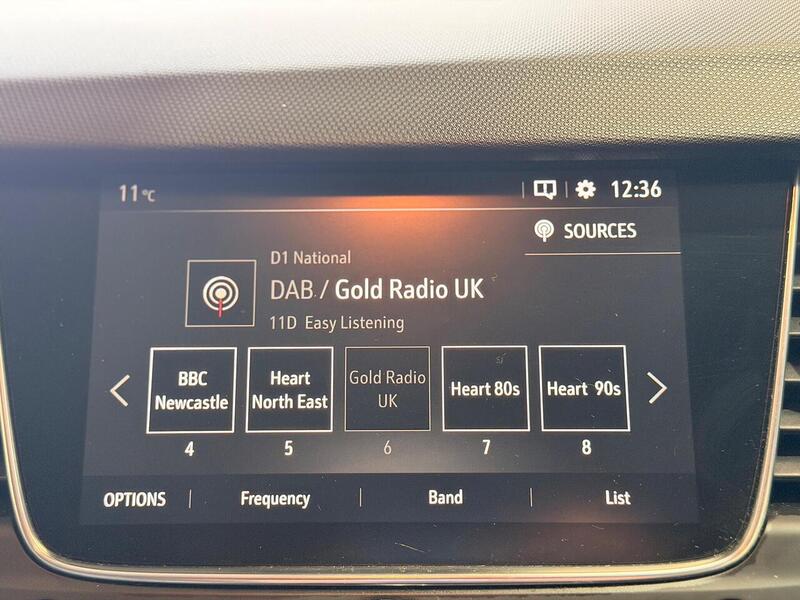 11°C
12:36
SOURCES
D1 National
DAB / Gold Radio UK
11D Easy Listening
BBC
Newcastle
Heart
North East
Gold Radio
UK
Heart 80s
Heart 90s
4 5 6 7 8
OPTIONS Frequency Band List